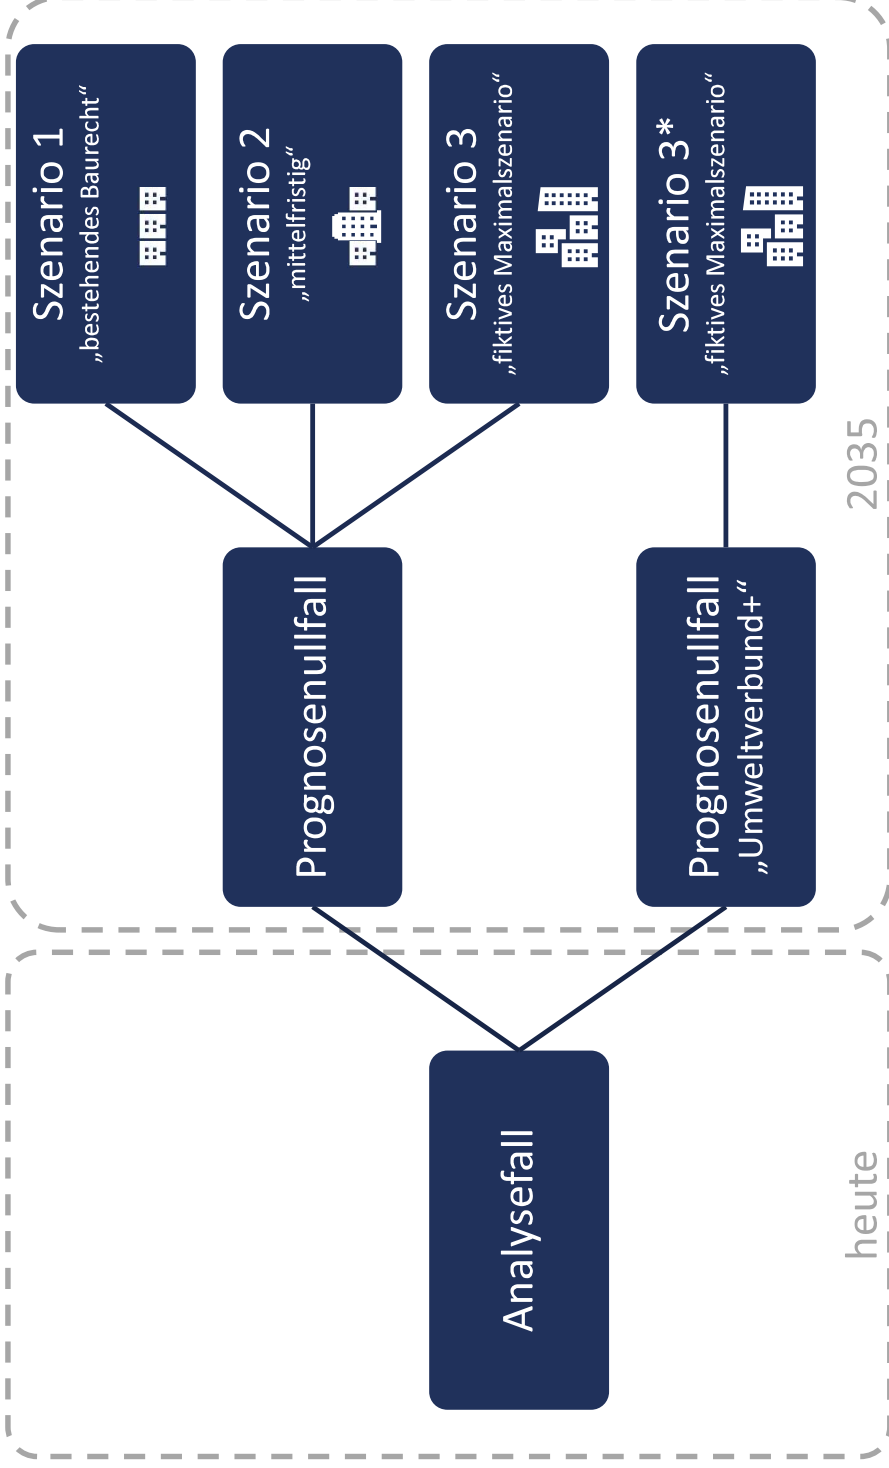 Analysefall
heute
Prognosenullfall
Prognosenullfall
„Umweltverbund+“
Szenario 1
„bestehendes Baurecht“
Szenario 2
„mittelfristig“
Szenario 3
„fiktives Maximalszenario“
Szenario 3*
„fiktives Maximalszenario“
2035